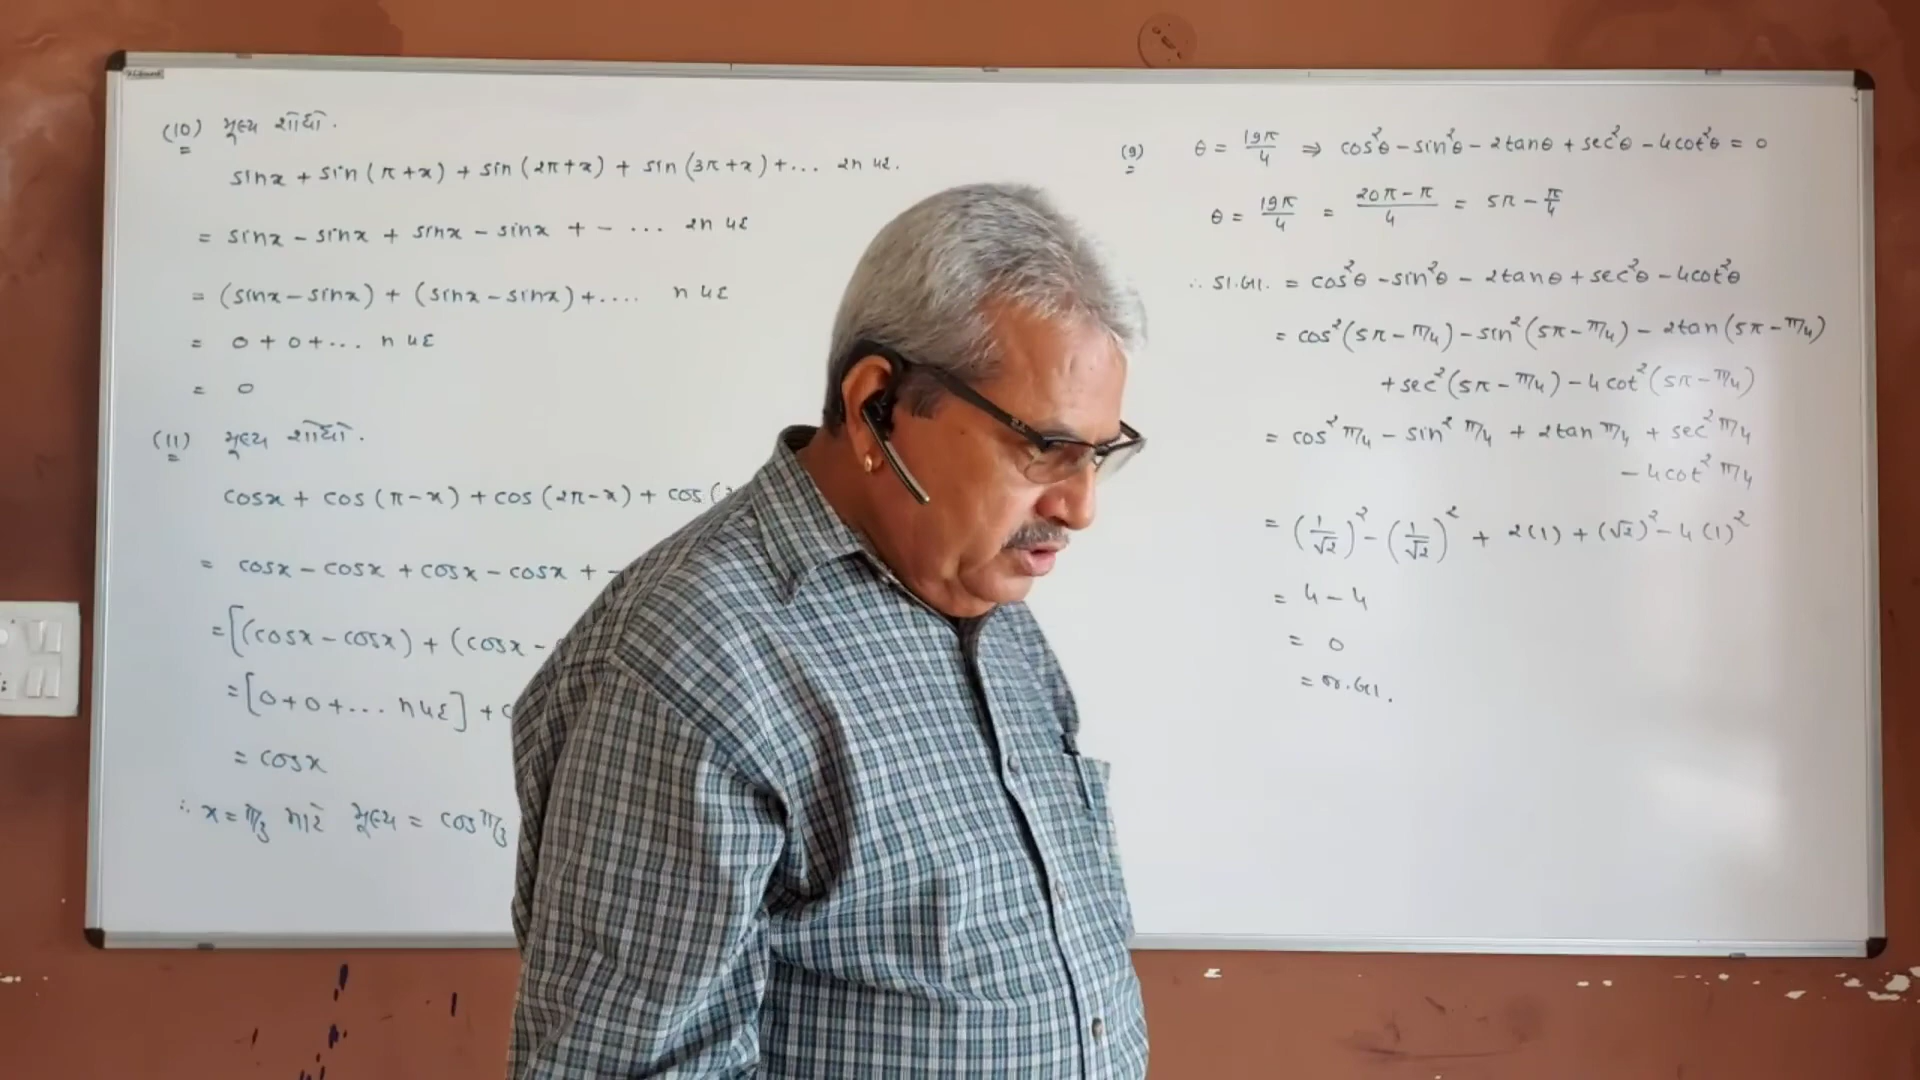 (10) મૂલ્ય શોધો.
sinx + sin(π+x) + sin(2π+x) + sin(3π+x) + ... 2n પદ.
= sinx - sinx + sinx - sinx + - ... 2n પદ
= (sinx - sinx) + (sinx - sinx) + .... n પદ
= 0 + 0 + ... n પદ
= 0
(11) મૂલ્ય શોધો.
cosx + cos(π-x) + cos(2π-x) + cos(
= cosx - cosx + cosx - cosx + -
= [(cosx - cosx) + (cosx -
= [0+0+... n પદ] +
= cosx
∴ x = π/3 માટે મૂલ્ય = cos π/3
(9) θ = 19π/4 ⇒ cos²θ - sin²θ - 2tanθ + sec²θ - 4cot²θ = 0
θ = 19π/4 = (20π-π)/4 = 5π - π/4
∴ ડા.બા. = cos²θ - sin²θ - 2tanθ + sec²θ - 4cot²θ
= cos²(5π-π/4) - sin²(5π-π/4) - 2tan(5π-π/4)
+ sec²(5π-π/4) - 4cot²(5π-π/4)
= cos²π/4 - sin²π/4 + 2tanπ/4 + sec²π/4
- 4cot²π/4
= (1/√2)² - (1/√2)² + 2(1) + (√2)² - 4(1)²
= 4 - 4
= 0
= જ.બા.